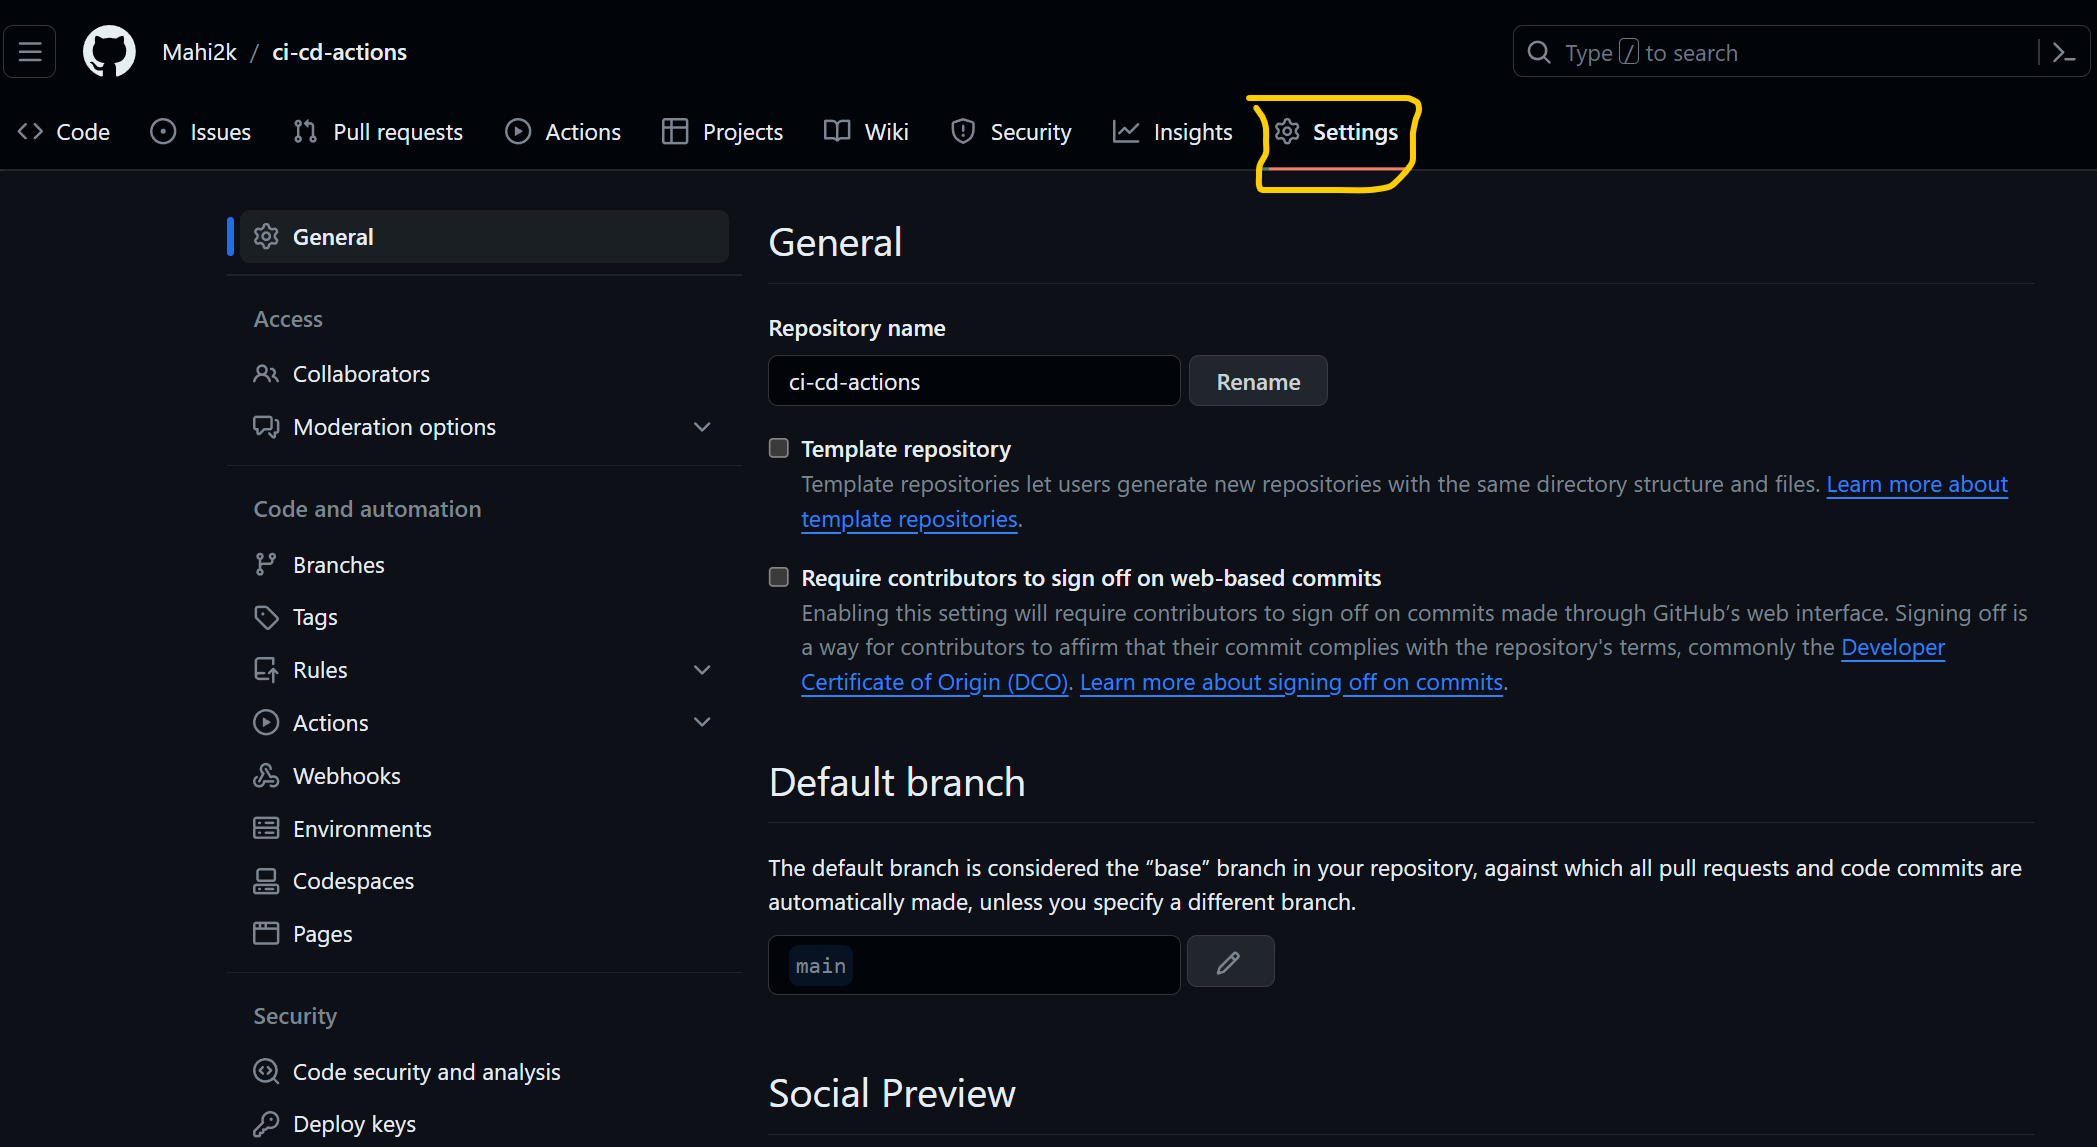 Mahi2k / ci-cd-actions
Type / to search
Code Issues Pull requests Actions Projects Wiki Security Insights Settings
General
Access
Collaborators
Moderation options
Code and automation
Branches
Tags
Rules
Actions
Webhooks
Environments
Codespaces
Pages
Security
Code security and analysis
Deploy keys
General
Repository name
ci-cd-actions Rename
Template repository
Template repositories let users generate new repositories with the same directory structure and files. Learn more about
template repositories.
Require contributors to sign off on web-based commits
Enabling this setting will require contributors to sign off on commits made through GitHub’s web interface. Signing off is
a way for contributors to affirm that their commit complies with the repository's terms, commonly the Developer
Certificate of Origin (DCO). Learn more about signing off on commits.
Default branch
The default branch is considered the “base” branch in your repository, against which all pull requests and code commits are
automatically made, unless you specify a different branch.
main
Social Preview